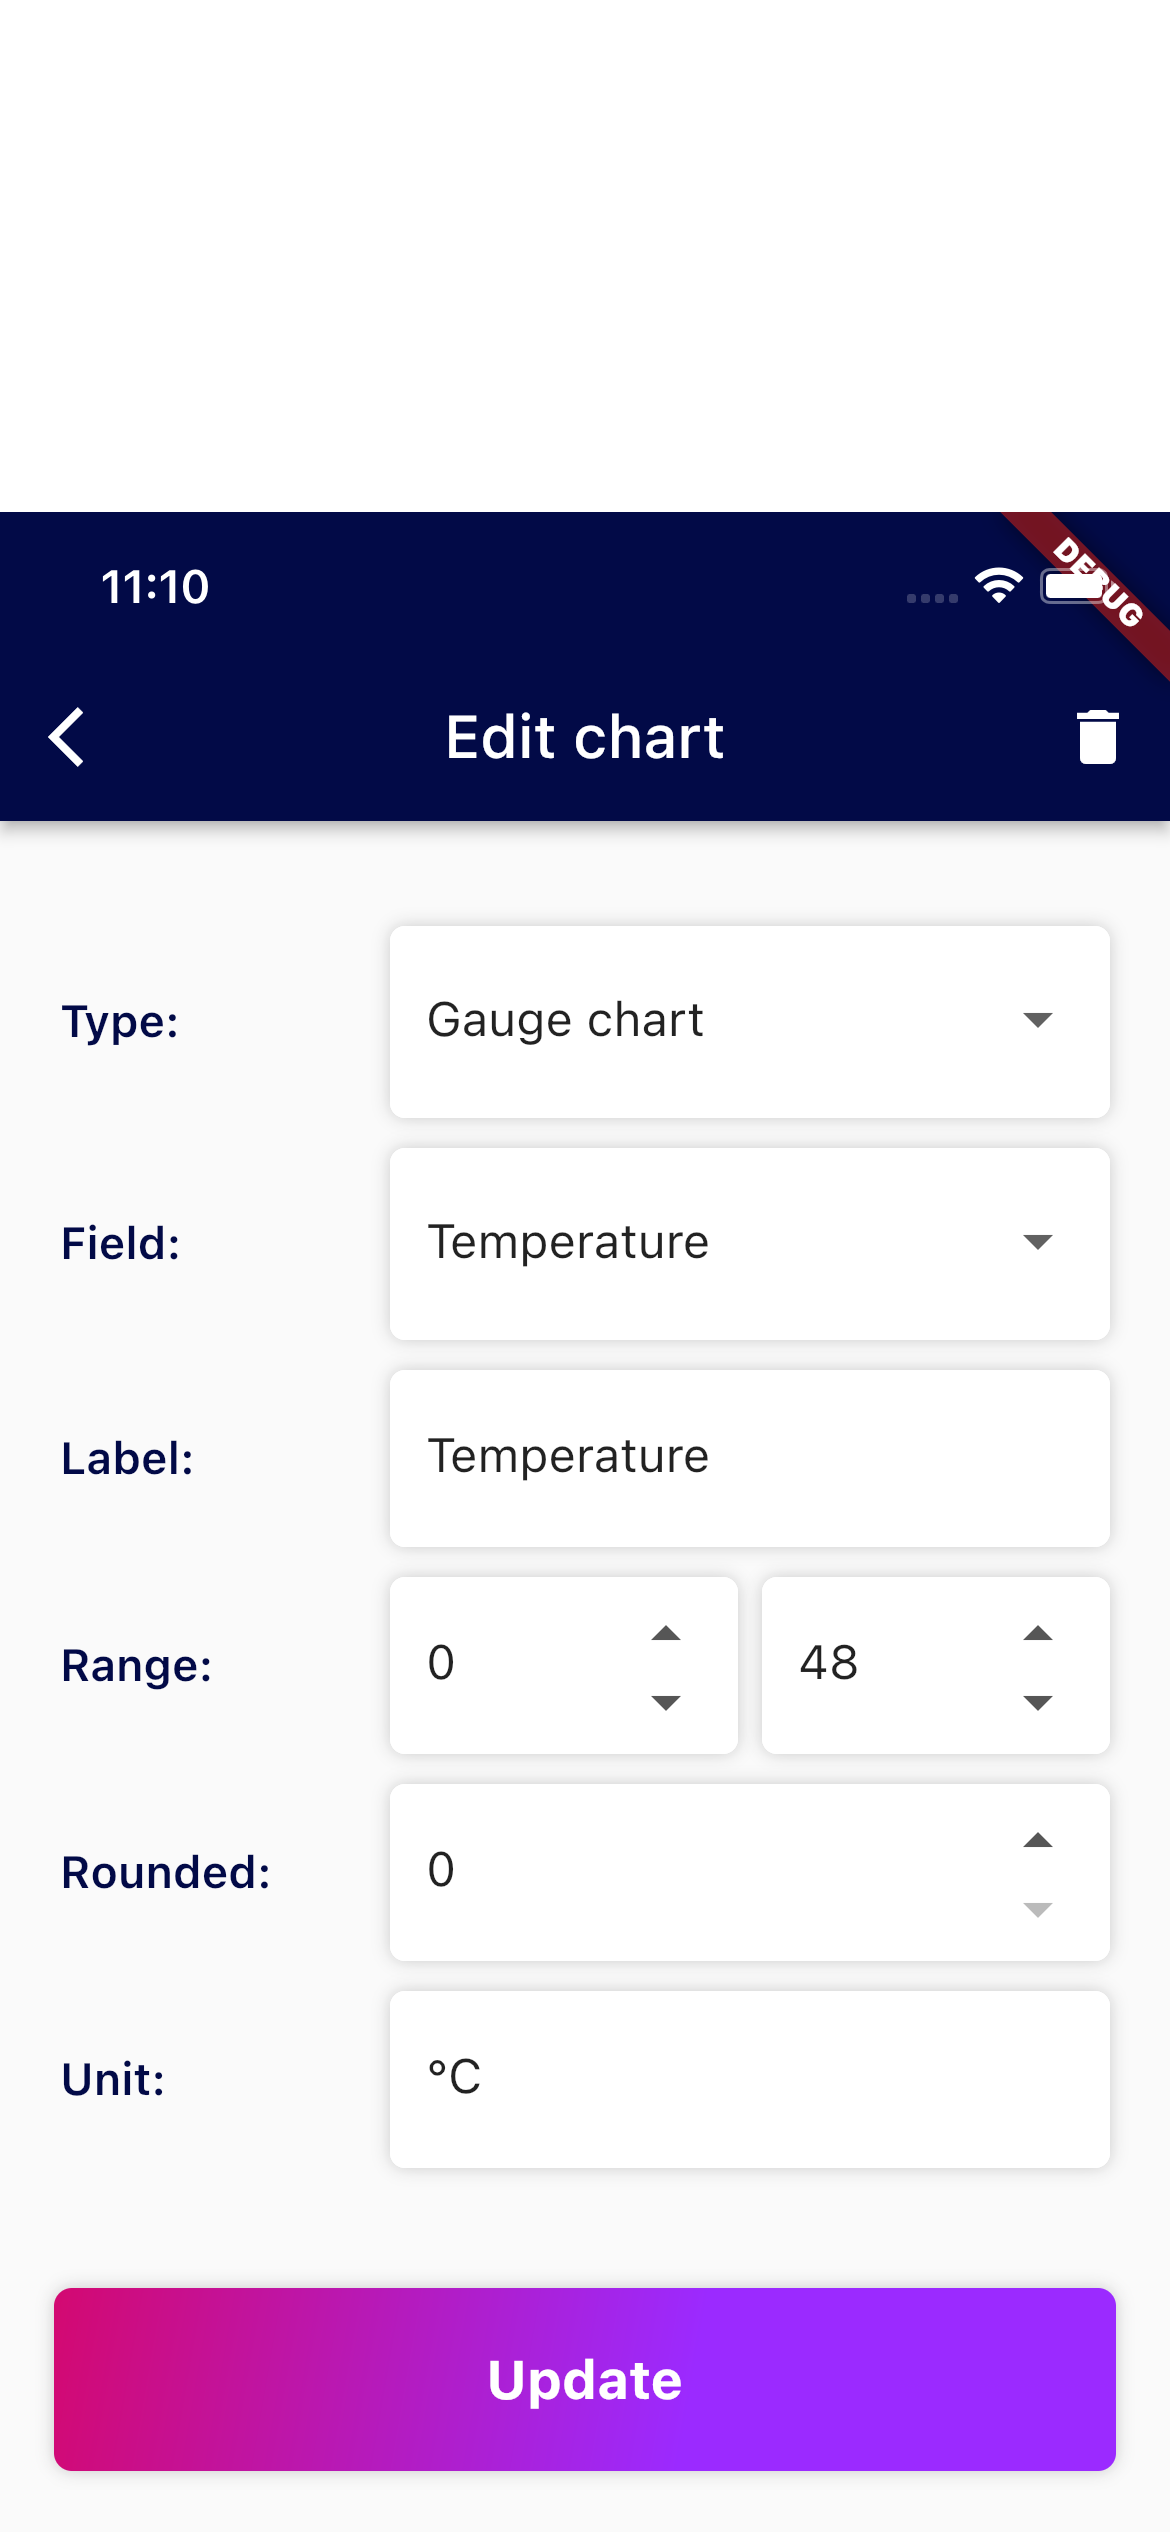 11:10
DEBUG
Edit chart
Type:
Gauge chart
Field:
Temperature
Label:
Temperature
Range:
0
48
Rounded:
0
Unit:
°C
Update